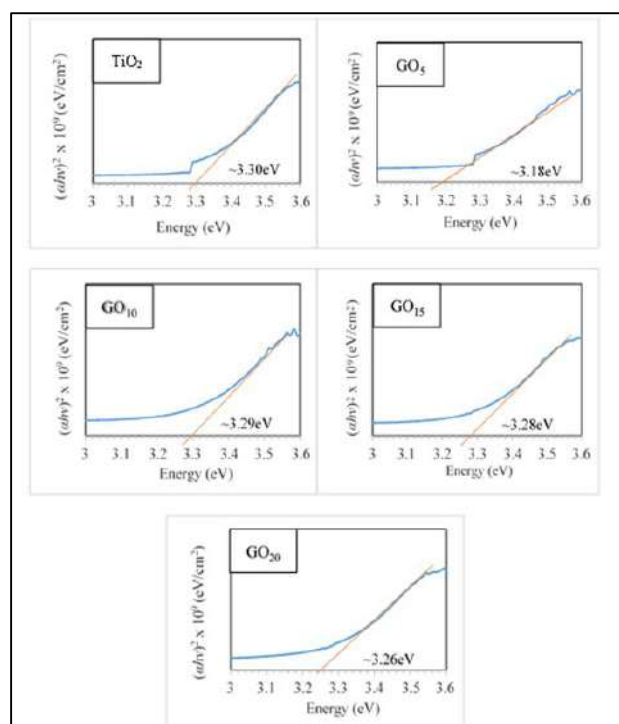 TiO₂
(αhν)² x 10⁹ (eV/cm²)
~3.30eV
3 3.1 3.2 3.3 3.4 3.5 3.6
Energy (eV)
GO₅
(αhν)² x 10⁹ (eV/cm²)
~3.18eV
3 3.1 3.2 3.3 3.4 3.5 3.6
Energy (eV)
GO₁₀
(αhν)² x 10⁹ (eV/cm²)
~3.29eV
3 3.1 3.2 3.3 3.4 3.5 3.6
Energy (eV)
GO₁₅
(αhν)² x 10⁹ (eV/cm²)
~3.28eV
3 3.1 3.2 3.3 3.4 3.5 3.6
Energy (eV)
GO₂₀
(αhν)² x 10⁹ (eV/cm²)
~3.26eV
3 3.1 3.2 3.3 3.4 3.5 3.6
Energy (eV)